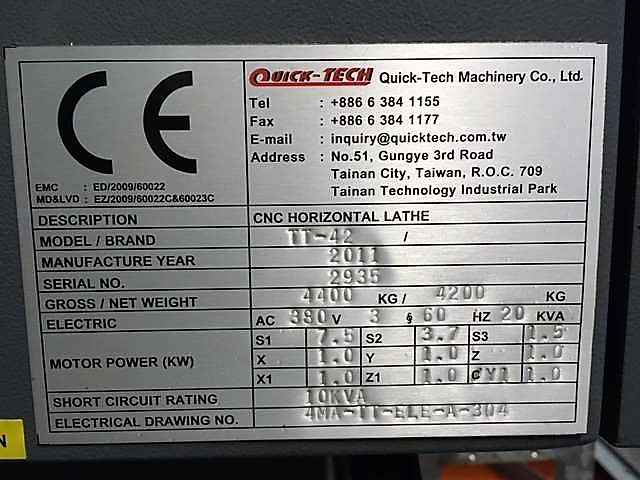 CE
QUICK-TECH Quick-Tech Machinery Co., Ltd.
Tel : +886 6 384 1155
Fax : +886 6 384 1177
E-mail : inquiry@quicktech.com.tw
Address : No.51, Gungye 3rd Road
Tainan City, Taiwan, R.O.C. 709
Tainan Technology Industrial Park
EMC : ED/2009/60022
MD&LVD : EZ/2009/60022C&60023C
DESCRIPTION CNC HORIZONTAL LATHE
MODEL / BRAND TT-42 /
MANUFACTURE YEAR 2011
SERIAL NO. 2935
GROSS / NET WEIGHT 4400 KG / 4200 KG
ELECTRIC AC 380 V 3 § 60 HZ 20 KVA
MOTOR POWER (KW) S1 7.5 S2 3.7 S3 1.5
X 1.0 Y 1.0 Z 1.0
X1 1.0 Z1 1.0 CY1 1.0
SHORT CIRCUIT RATING 10KVA
ELECTRICAL DRAWING NO. 4MA-TT-ELE-A-304
N